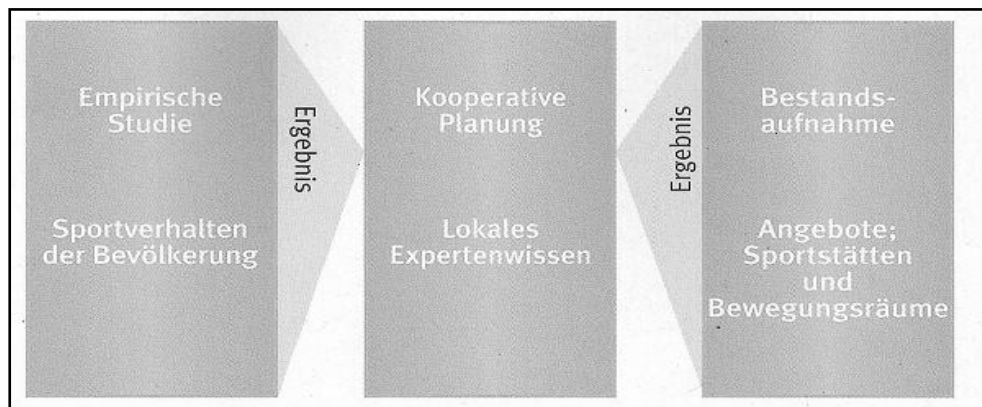 Empirische
Studie
Sportverhalten
der Bevölkerung
Ergebnis
Kooperative
Planung
Lokales
Expertenwissen
Ergebnis
Bestands-
aufnahme
Angebote;
Sportstätten
und
Bewegungsräume